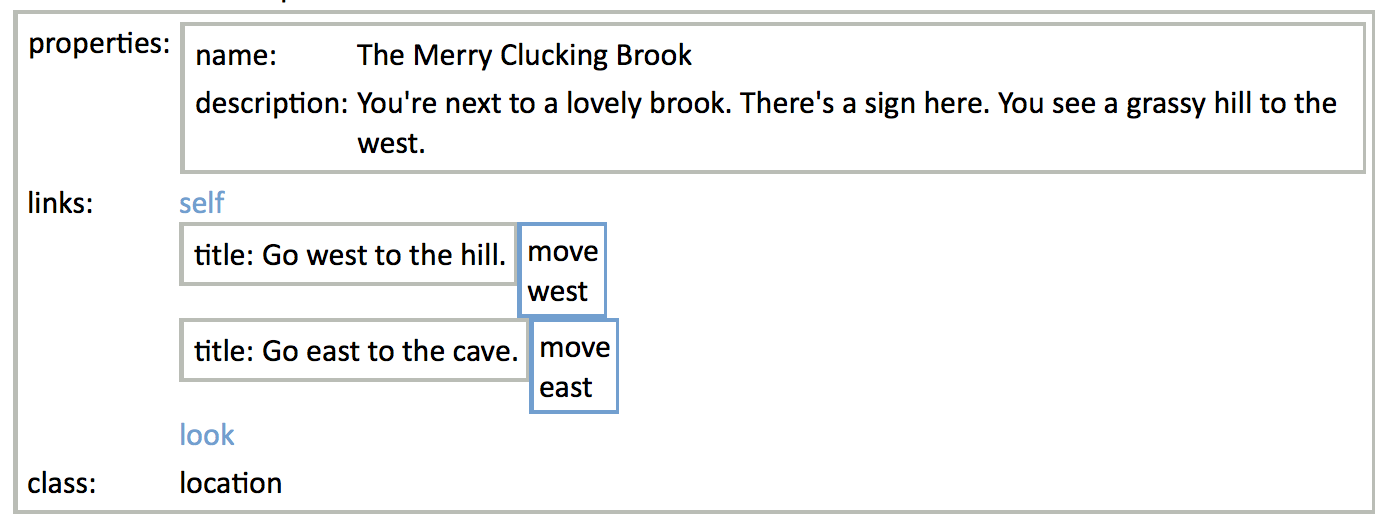 properties:
name: The Merry Clucking Brook
description: You're next to a lovely brook. There's a sign here. You see a grassy hill to the
west.
links: self
title: Go west to the hill. move
west
title: Go east to the cave. move
east
look
class: location